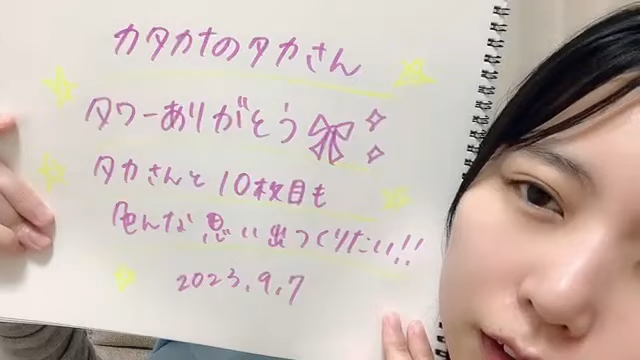 カタカナのタカさん
タワーありがとう
タカさんと10枚目も
色んな思い出つくりたい!!
2023.9.7